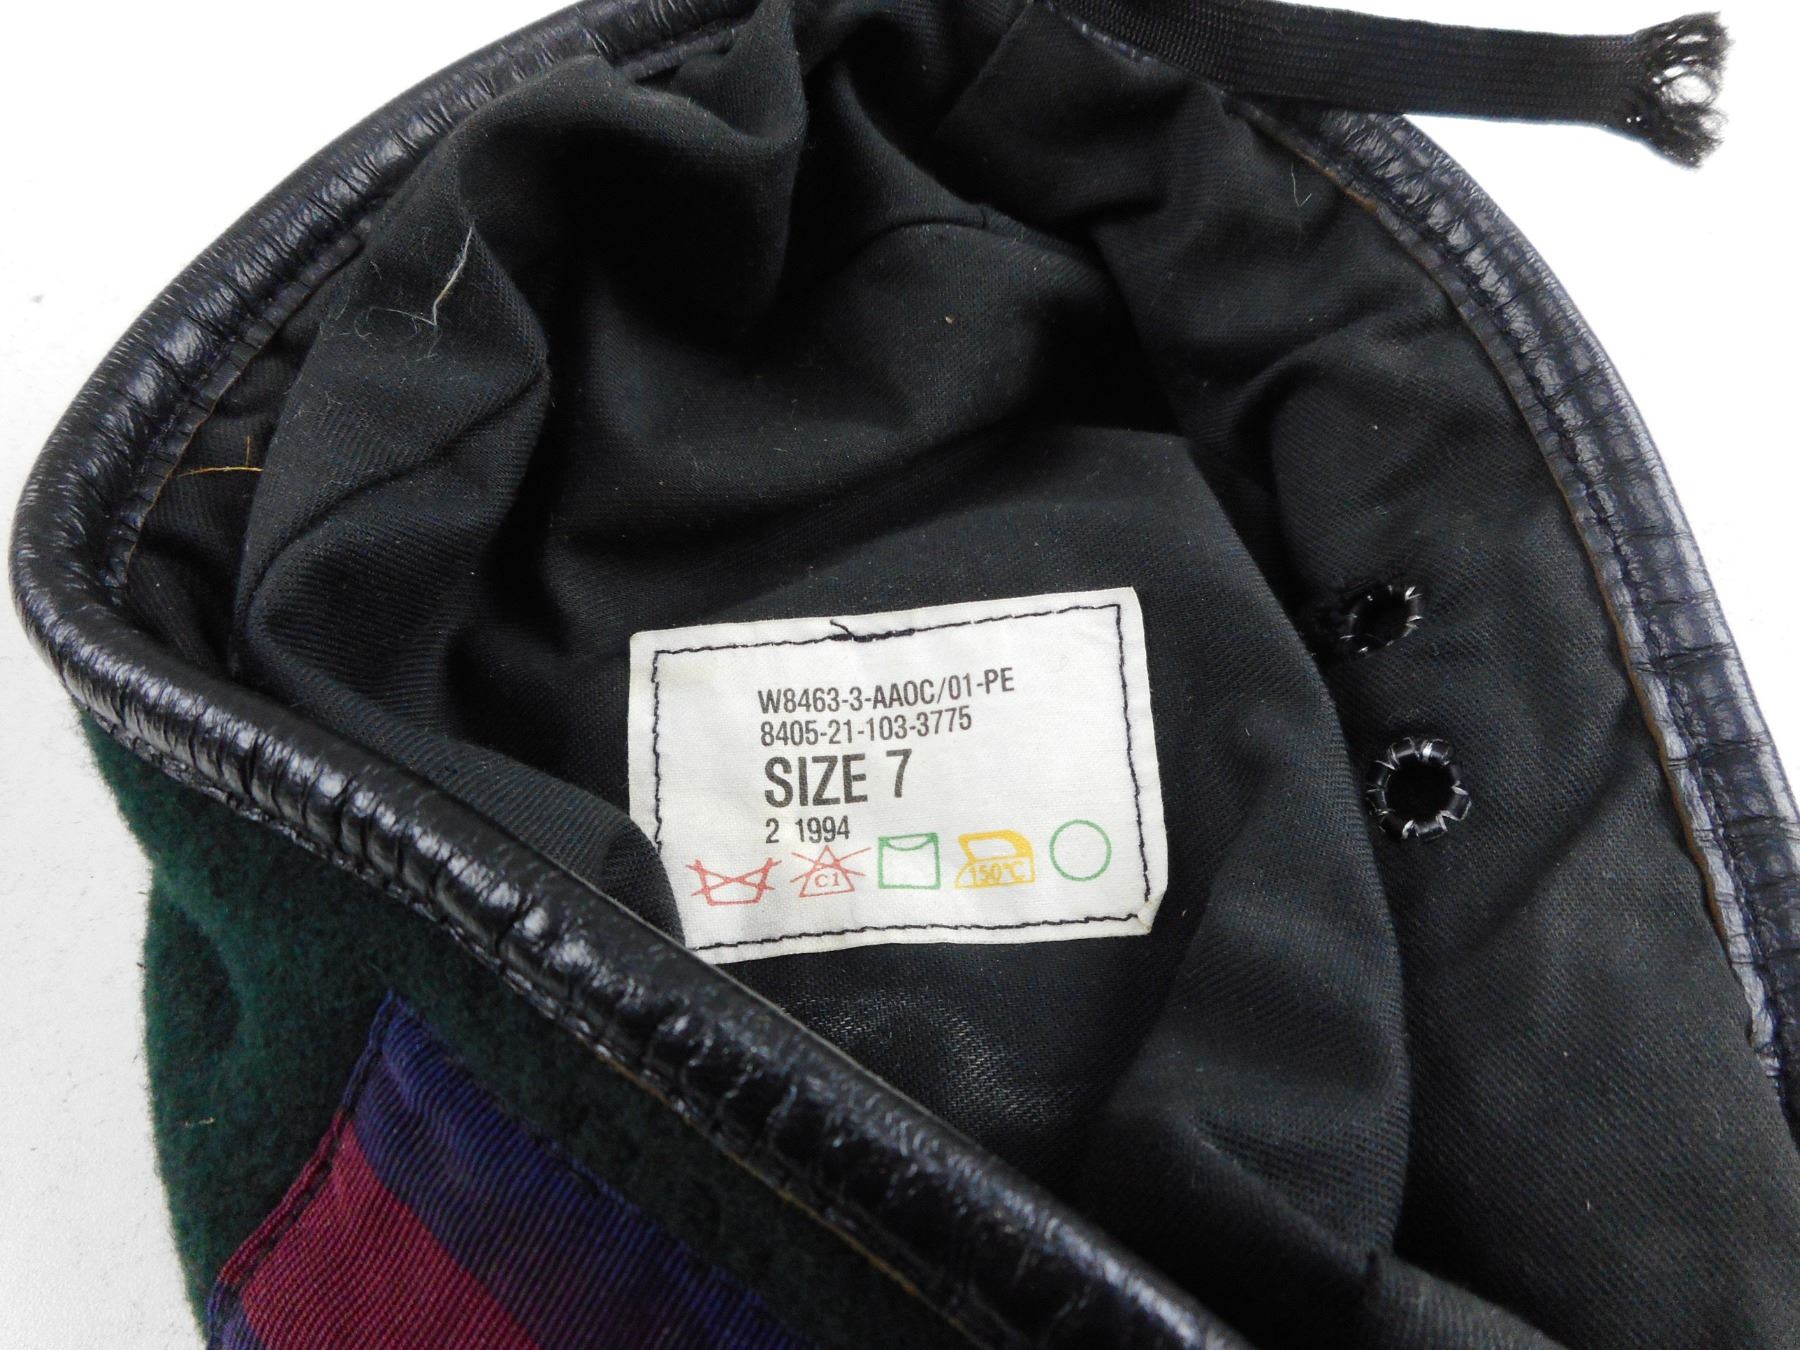 W8463-3-AAOC/01-PE
8405-21-103-3775
SIZE 7
2 1994
C1 150°C